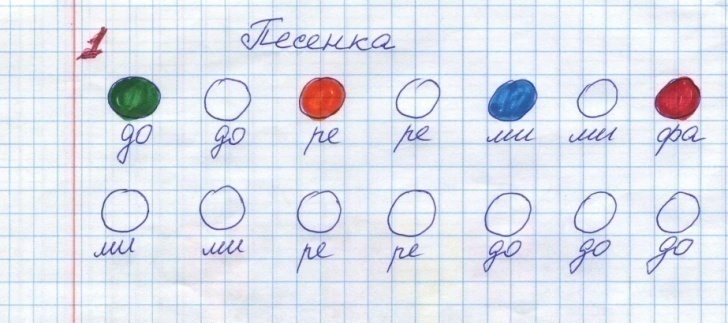 1 Песенка
до до ре ре ми ми фа
ми ми ре ре до до до